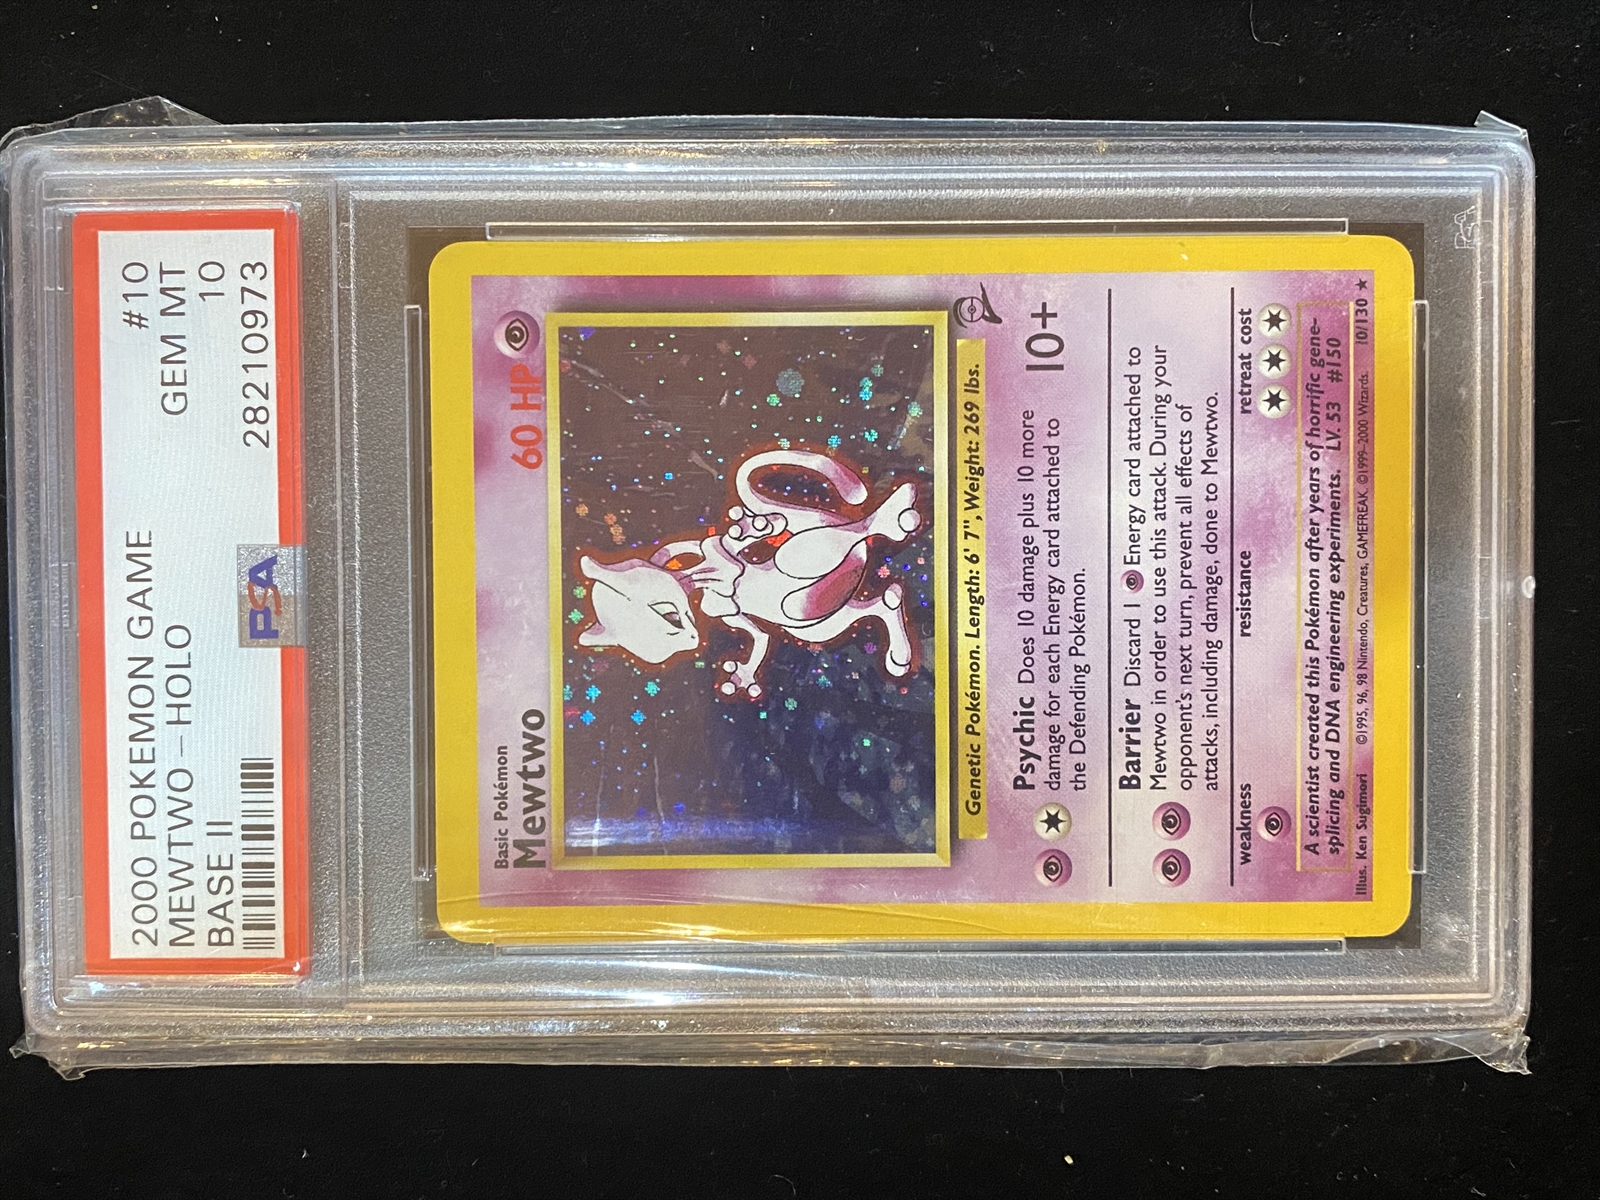 2000 POKEMON GAME #10
MEWTWO-HOLO GEM MT
BASE II 10
28210973
PSA
Basic Pokémon
Mewtwo 60 HP
Genetic Pokémon. Length: 6' 7", Weight: 269 lbs.
Psychic Does 10 damage plus 10 more
damage for each Energy card attached to
the Defending Pokémon.
10+
Barrier Discard 1 Energy card attached to
Mewtwo in order to use this attack. During your
opponent's next turn, prevent all effects of
attacks, including damage, done to Mewtwo.
weakness resistance retreat cost
A scientist created this Pokémon after years of horrific gene-
splicing and DNA engineering experiments. LV. 53 #150
Illus. Ken Sugimori ©1995, 96, 98 Nintendo, Creatures, GAMEFREAK. ©1999-2000 Wizards. 10/130 ★
PSA